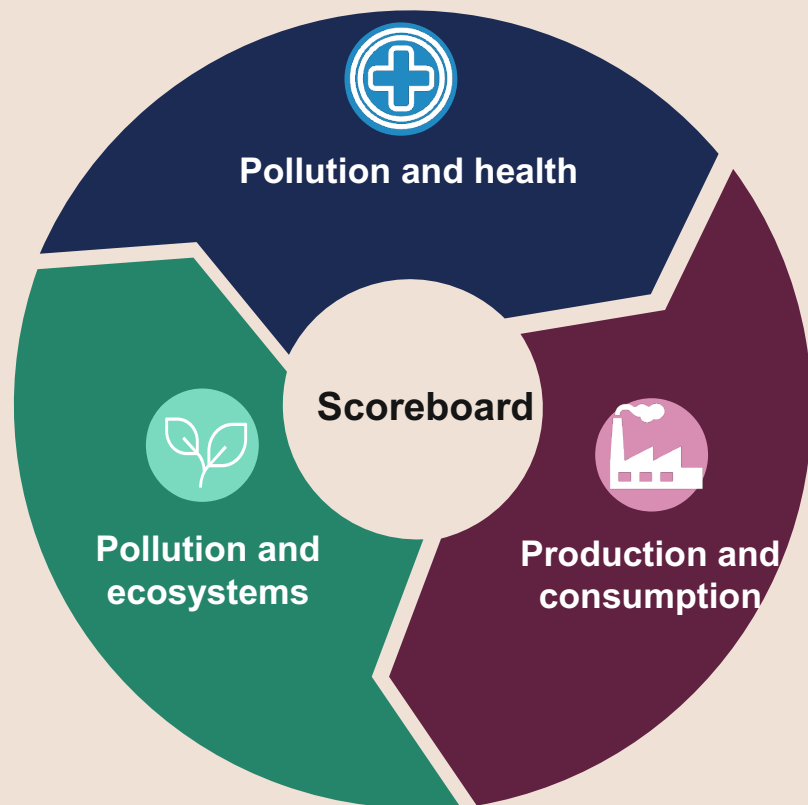 Pollution and health
Scoreboard
Pollution and
ecosystems
Production and
consumption